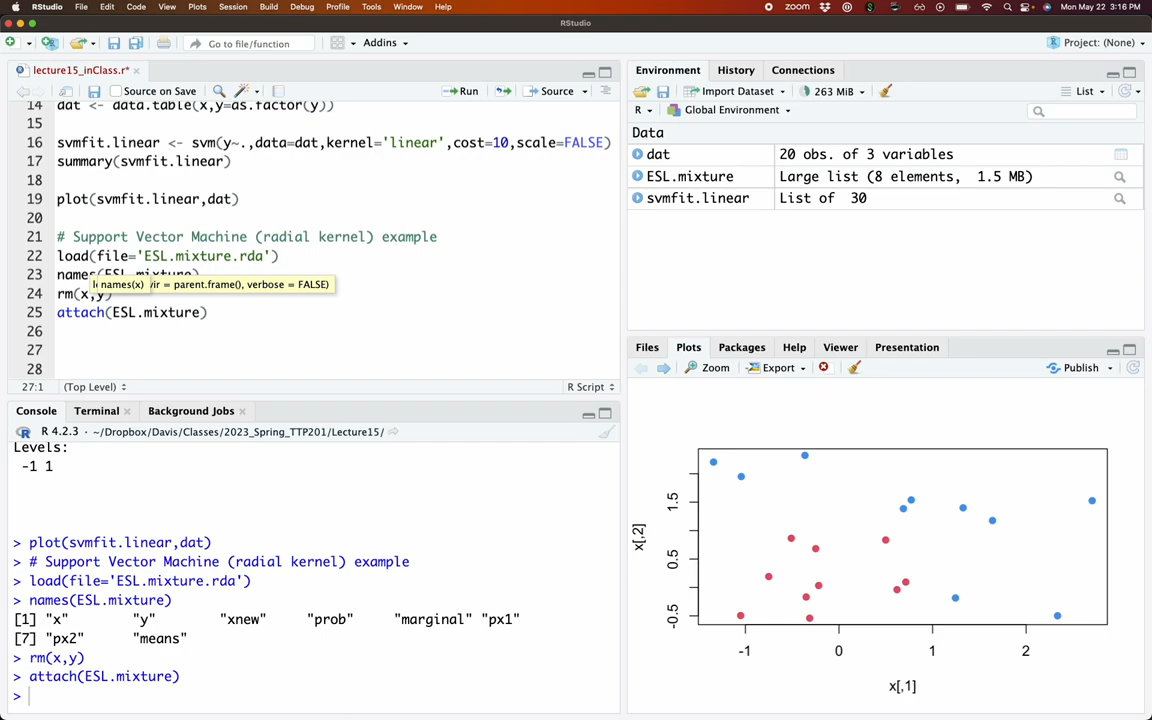 RStudio File Edit Code View Plots Session Build Debug Profile Tools Window Help zoom Mon May 22 3:16 PM
RStudio
Go to file/function Addins Project: (None)
lecture15_inClass.r*
Source on Save Run Source
14 dat <- data.table(x,y=as.factor(y))
15
16 svmfit.linear <- svm(y~.,data=dat,kernel='linear',cost=10,scale=FALSE)
17 summary(svmfit.linear)
18
19 plot(svmfit.linear,dat)
20
21 # Support Vector Machine (radial kernel) example
22 load(file='ESL.mixture.rda')
23 names(ESL.mixture)
names(x) vir = parent.frame(), verbose = FALSE)
24 rm(x,y)
25 attach(ESL.mixture)
26
27
28
27:1 (Top Level) R Script
Console Terminal Background Jobs
R 4.2.3 · ~/Dropbox/Davis/Classes/2023_Spring_TTP201/Lecture15/
Levels:
-1 1
> plot(svmfit.linear,dat)
> # Support Vector Machine (radial kernel) example
> load(file='ESL.mixture.rda')
> names(ESL.mixture)
[1] "x" "y" "xnew" "prob" "marginal" "px1"
[7] "px2" "means"
> rm(x,y)
> attach(ESL.mixture)
>
Environment History Connections
Import Dataset 263 MiB List
R Global Environment
Data
dat 20 obs. of 3 variables
ESL.mixture Large list (8 elements, 1.5 MB)
svmfit.linear List of 30
Files Plots Packages Help Viewer Presentation
Zoom Export Publish
x[,2]
1.5
0.5
-0.5
-1 0 1 2
x[,1]